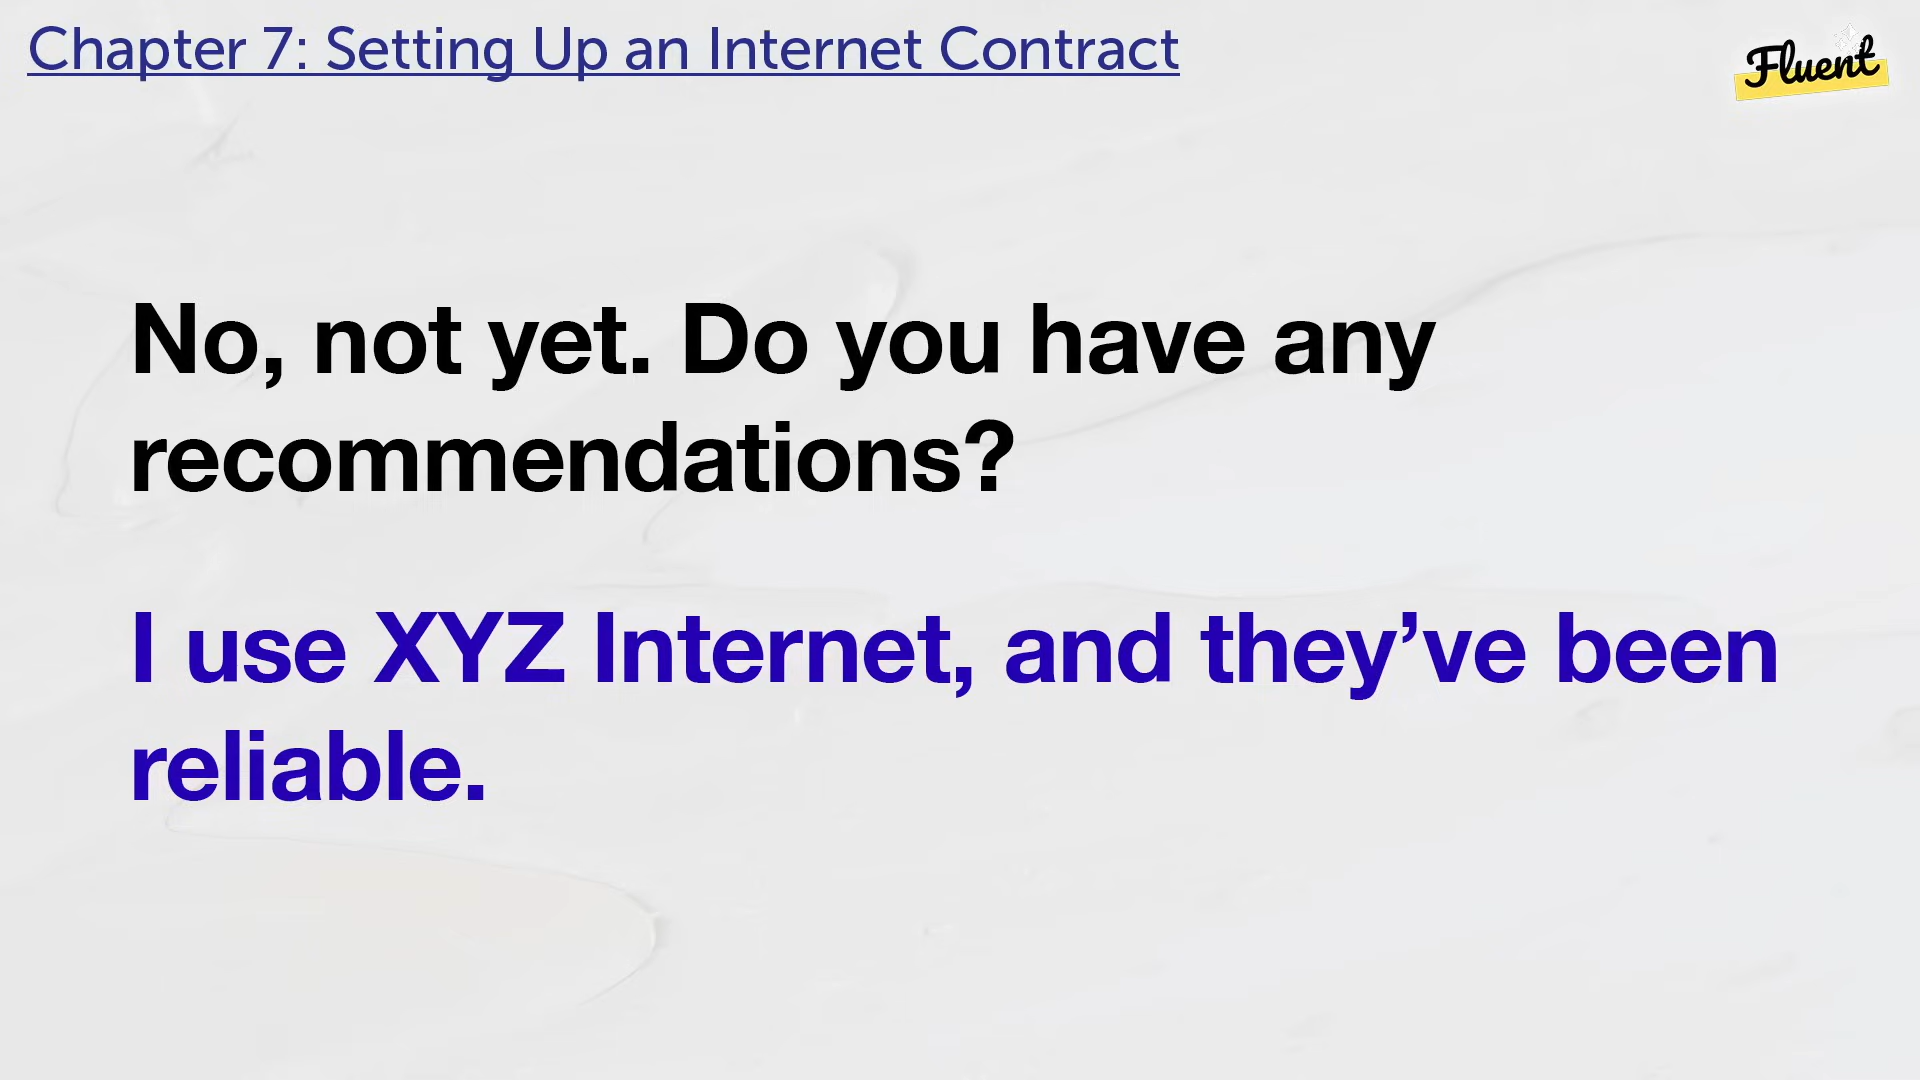 Chapter 7: Setting Up an Internet Contract
Fluent
No, not yet. Do you have any
recommendations?
I use XYZ Internet, and they’ve been
reliable.